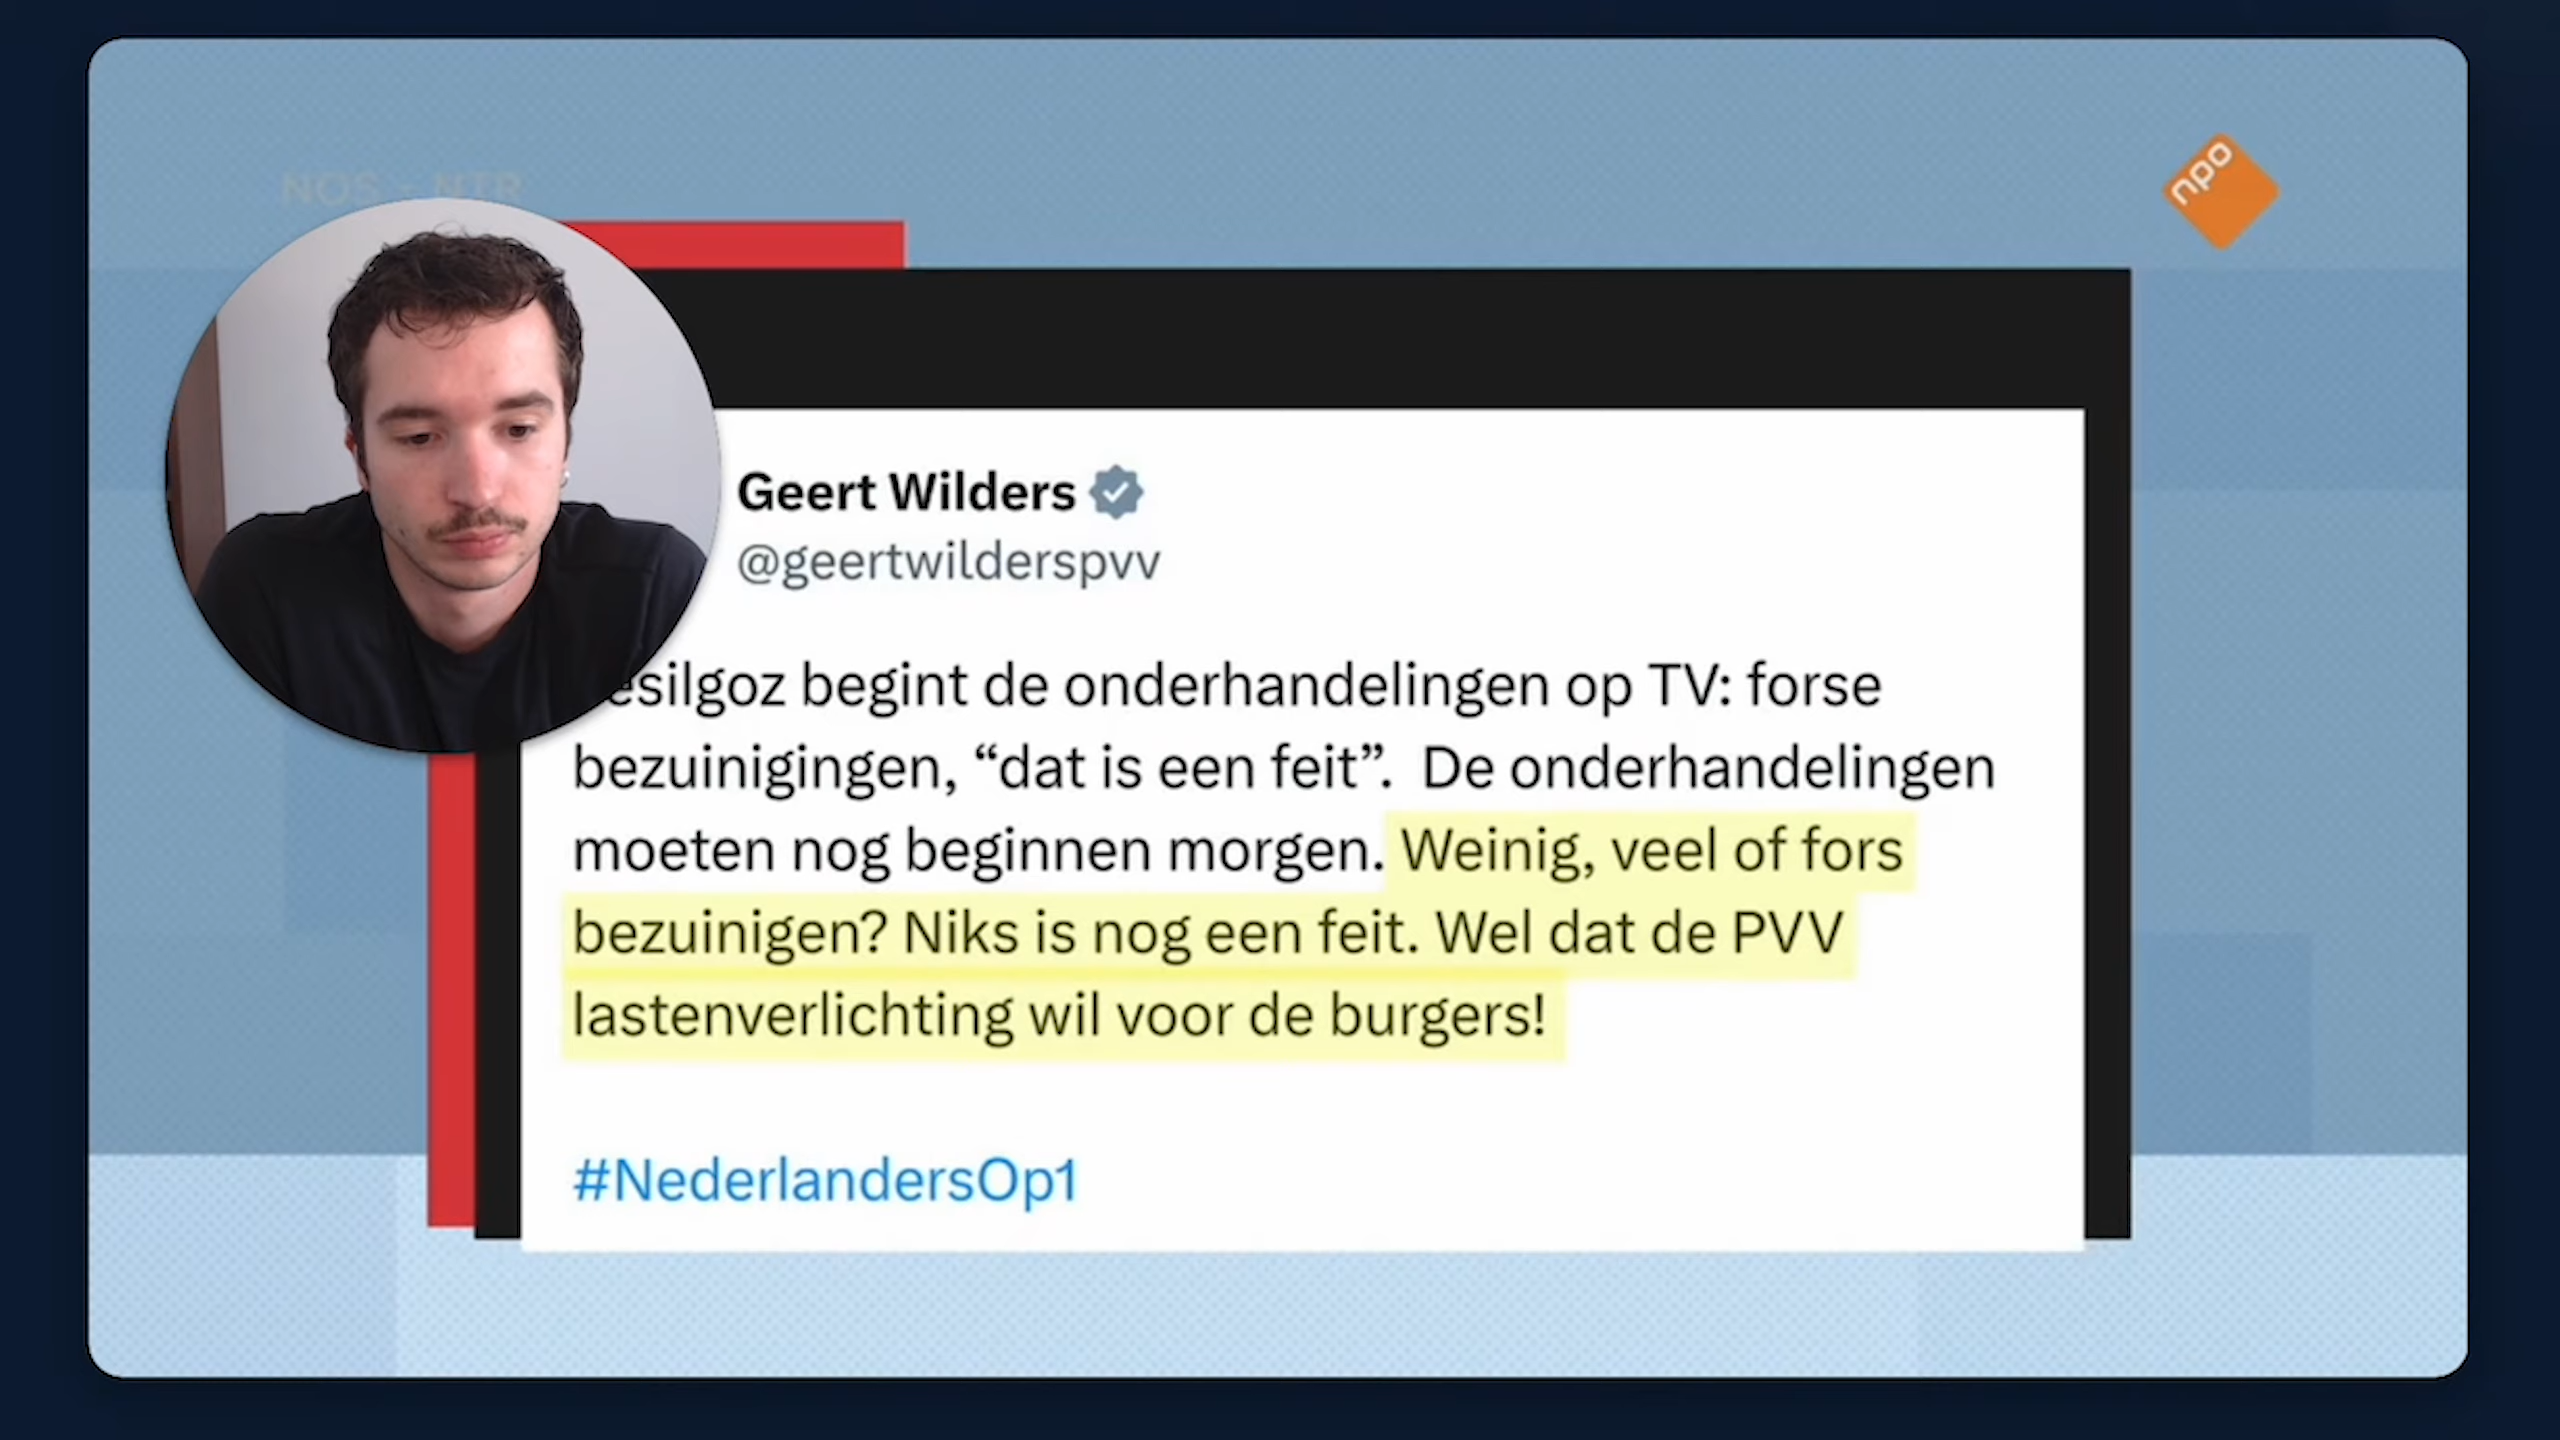 NOS - NTR
npo
Geert Wilders
@geertwilderspvv
begint de onderhandelingen op TV: forse
bezuinigingen, “dat is een feit”. De onderhandelingen
moeten nog beginnen morgen. Weinig, veel of fors
bezuinigen? Niks is nog een feit. Wel dat de PVV
lastenverlichting wil voor de burgers!
#NederlandersOp1